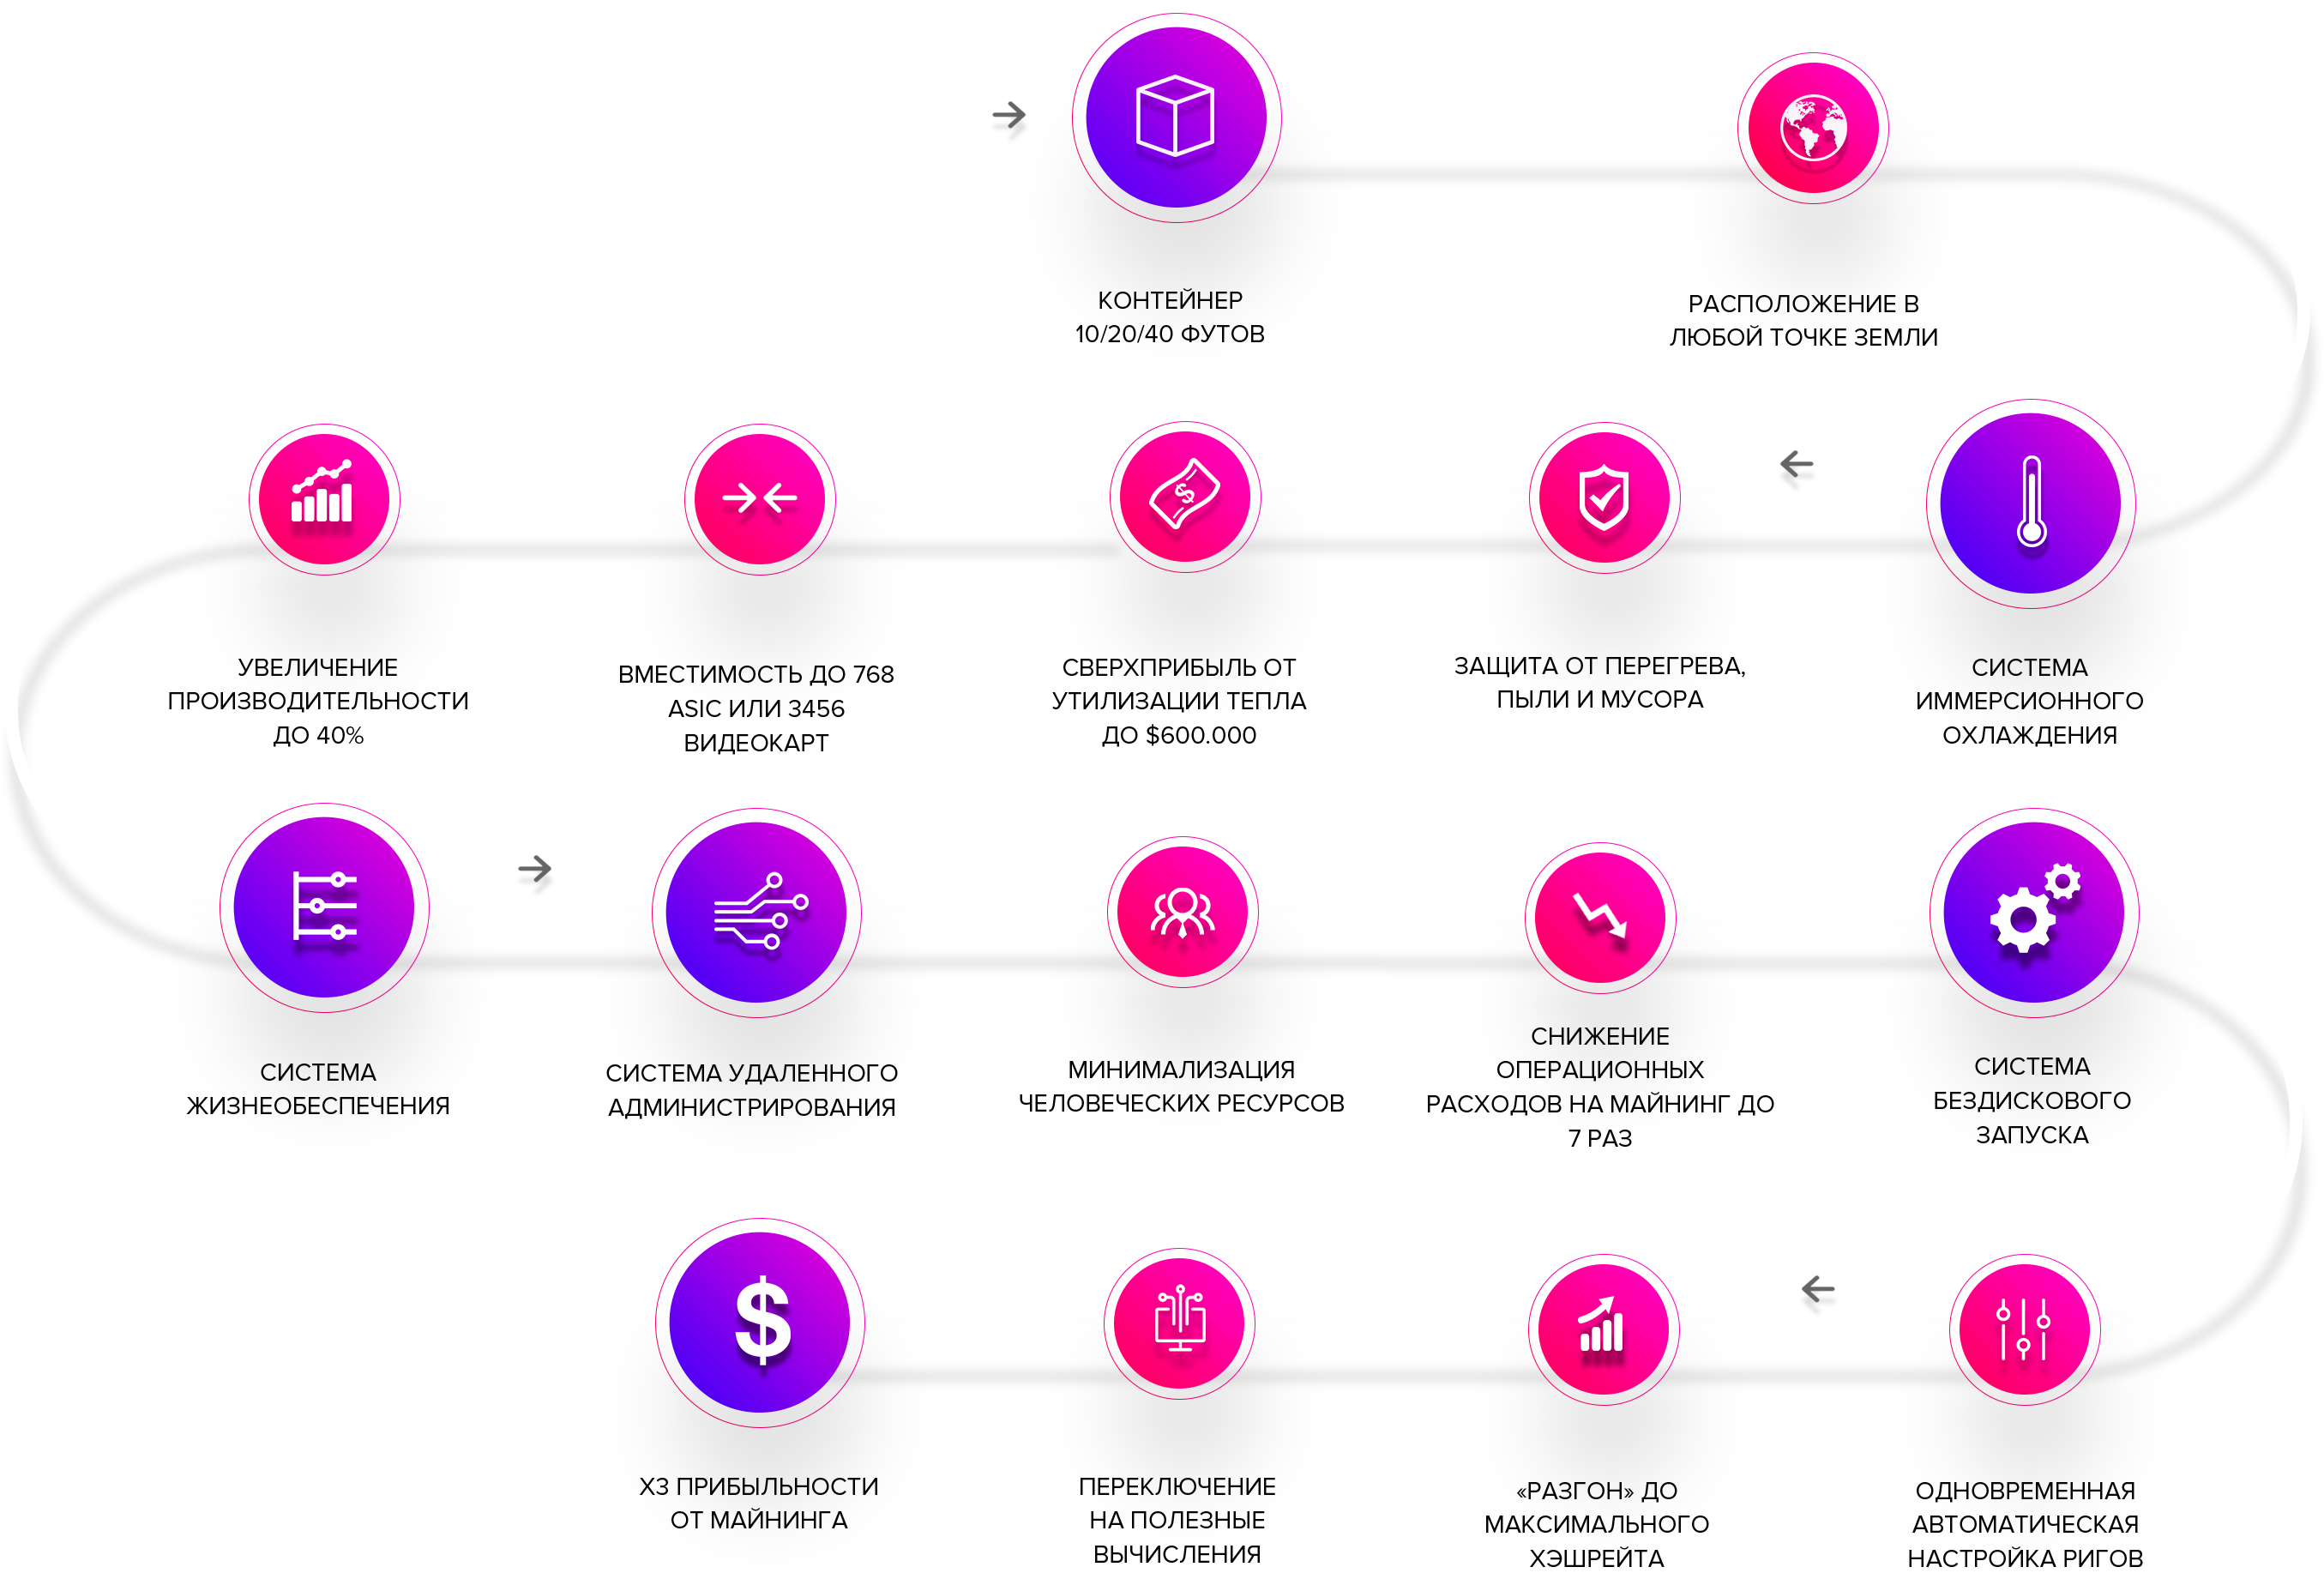 КОНТЕЙНЕР
10/20/40 ФУТОВ
РАСПОЛОЖЕНИЕ В
ЛЮБОЙ ТОЧКЕ ЗЕМЛИ
СИСТЕМА
ИММЕРСИОННОГО
ОХЛАЖДЕНИЯ
ЗАЩИТА ОТ ПЕРЕГРЕВА,
ПЫЛИ И МУСОРА
СВЕРХПРИБЫЛЬ ОТ
УТИЛИЗАЦИИ ТЕПЛА
ДО $600.000
ВМЕСТИМОСТЬ ДО 768
ASIC ИЛИ 3456
ВИДЕОКАРТ
УВЕЛИЧЕНИЕ
ПРОИЗВОДИТЕЛЬНОСТИ
ДО 40%
СИСТЕМА
ЖИЗНЕОБЕСПЕЧЕНИЯ
СИСТЕМА УДАЛЕННОГО
АДМИНИСТРИРОВАНИЯ
МИНИМАЛИЗАЦИЯ
ЧЕЛОВЕЧЕСКИХ РЕСУРСОВ
СНИЖЕНИЕ
ОПЕРАЦИОННЫХ
РАСХОДОВ НА МАЙНИНГ ДО
7 РАЗ
СИСТЕМА
БЕЗДИСКОВОГО
ЗАПУСКА
ОДНОВРЕМЕННАЯ
АВТОМАТИЧЕСКАЯ
НАСТРОЙКА РИГОВ
«РАЗГОН» ДО
МАКСИМАЛЬНОГО
ХЭШРЕЙТА
ПЕРЕКЛЮЧЕНИЕ
НА ПОЛЕЗНЫЕ
ВЫЧИСЛЕНИЯ
Х3 ПРИБЫЛЬНОСТИ
ОТ МАЙНИНГА